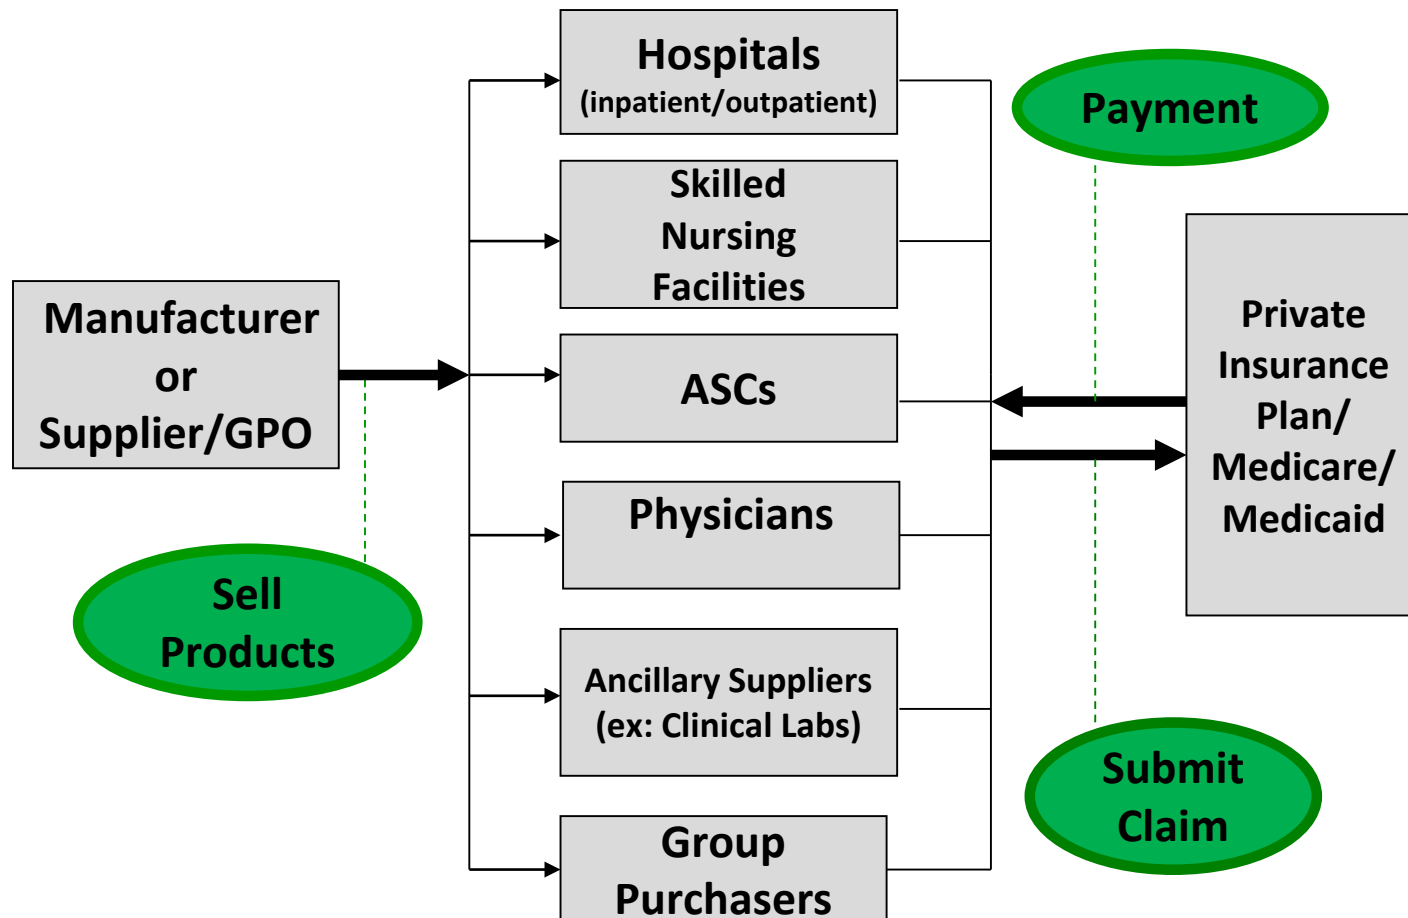 Hospitals
(inpatient/outpatient)
Payment
Skilled
Nursing
Facilities
Manufacturer
or
Supplier/GPO
ASCs
Private
Insurance
Plan/
Medicare/
Medicaid
Physicians
Sell
Products
Ancillary Suppliers
(ex: Clinical Labs)
Submit
Claim
Group
Purchasers